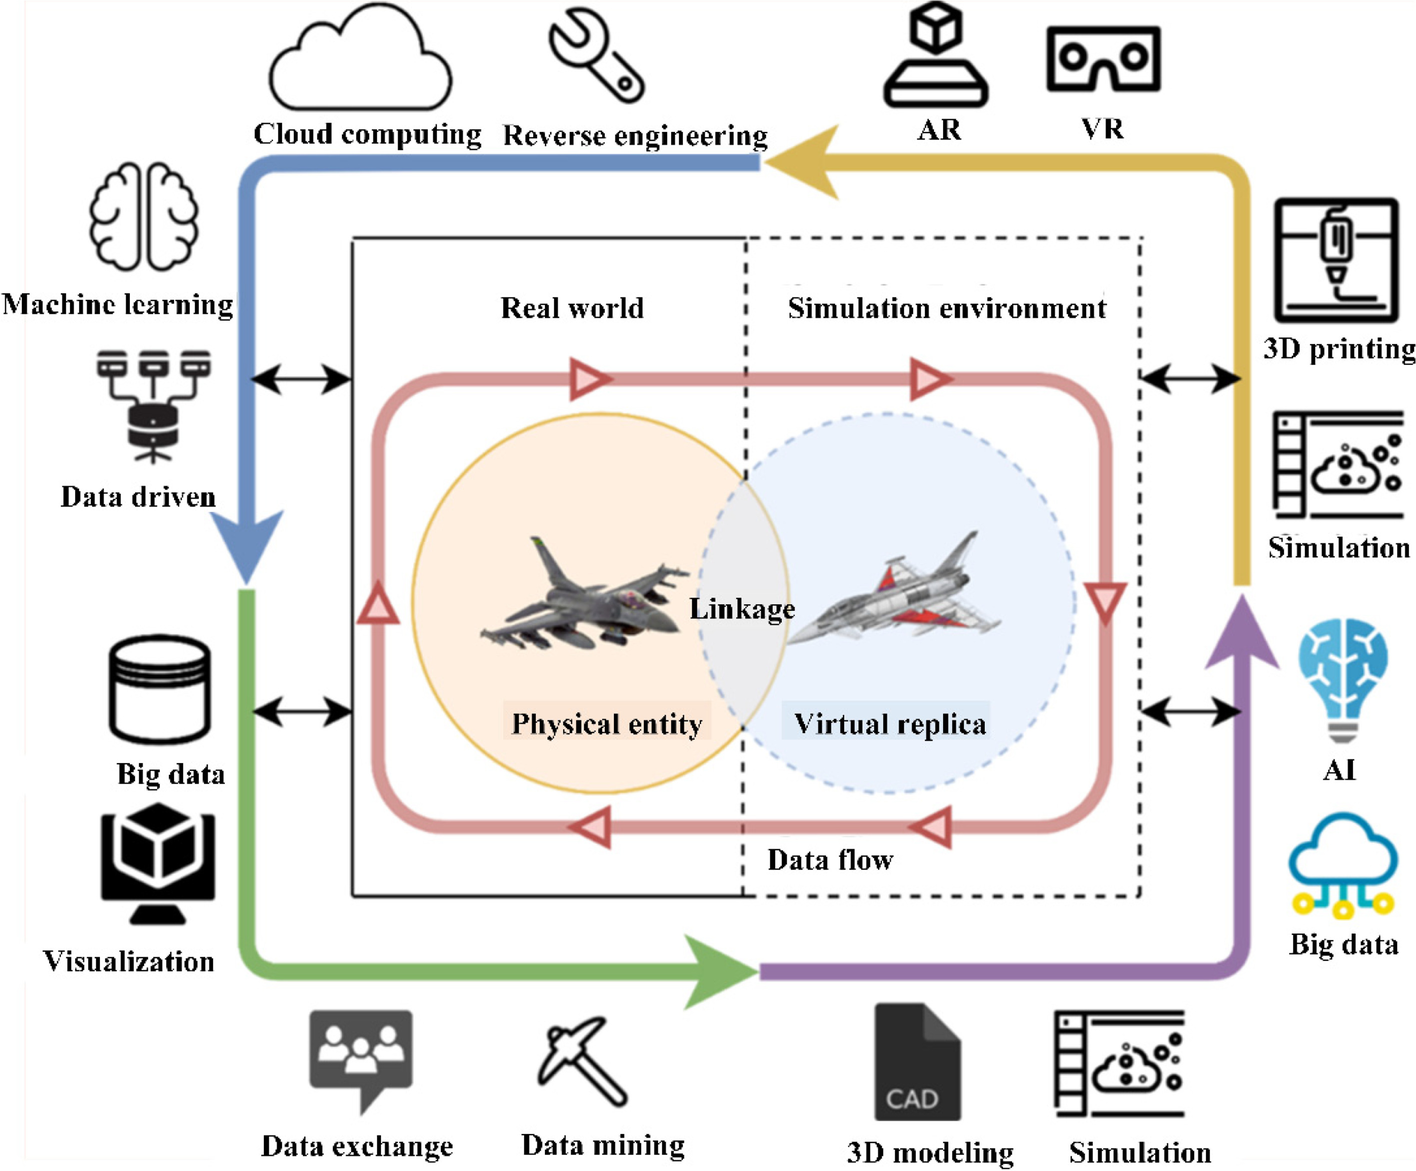 Cloud computing
Reverse engineering
AR
VR
Machine learning
Real world
Simulation environment
3D printing
Data driven
Simulation
Linkage
Physical entity
Virtual replica
Big data
AI
Data flow
Visualization
Big data
CAD
Data exchange
Data mining
3D modeling
Simulation